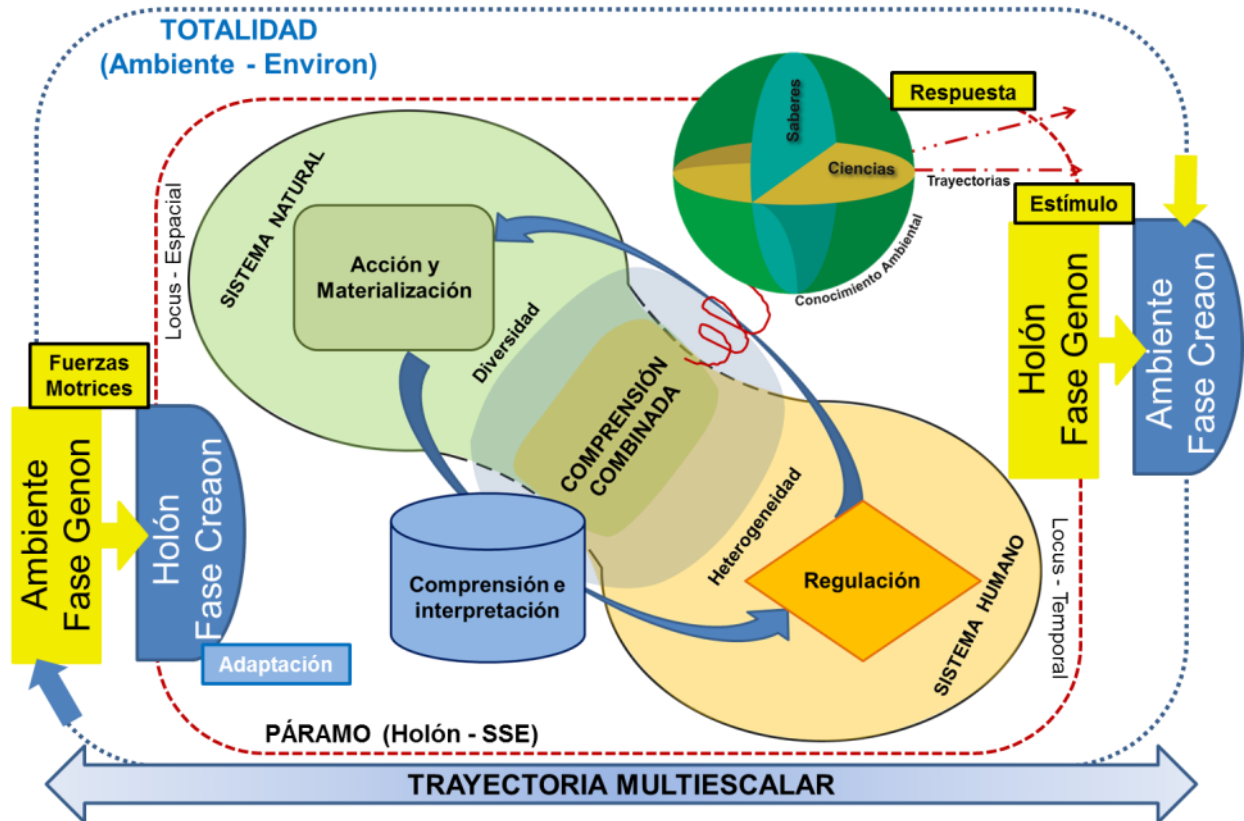 TOTALIDAD
(Ambiente - Environ)
Respuesta
Saberes
Ciencias
Trayectorias
Conocimiento Ambiental
Estímulo
Holón
Fase Genon
Ambiente
Fase Creaon
Locus - Espacial
SISTEMA NATURAL
Acción y
Materialización
Diversidad
COMPRENSIÓN
COMBINADA
Fuerzas
Motrices
Ambiente
Fase Genon
Holón
Fase Creaon
Adaptación
Comprensión e
interpretación
Heterogeneidad
Regulación
SISTEMA HUMANO
Locus - Temporal
PÁRAMO (Holón - SSE)
TRAYECTORIA MULTIESCALAR